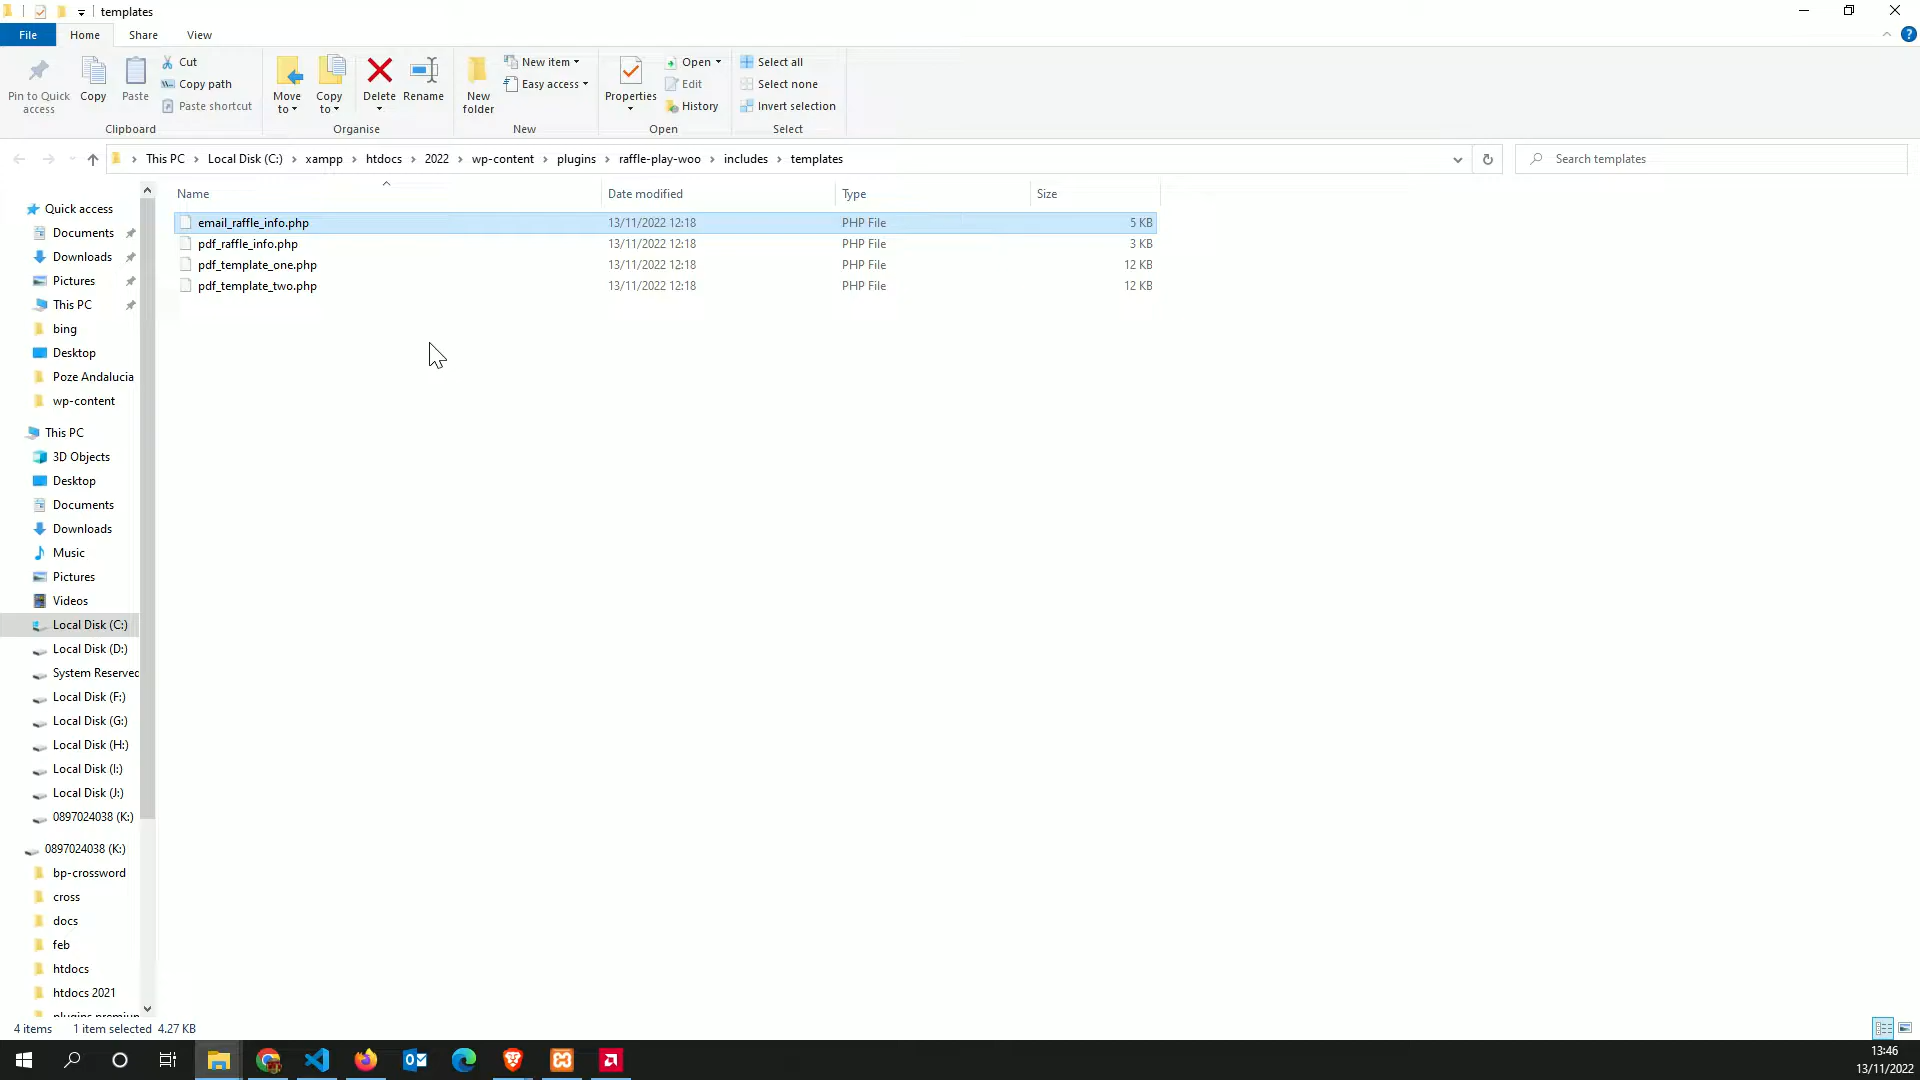 templates
File Home Share View
Pin to Quick access
Copy
Paste
Cut
Copy path
Paste shortcut
Clipboard
Move to
Copy to
Delete
Rename
Organise
New folder
New item
Easy access
New
Properties
Open
Edit
History
Open
Select all
Select none
Invert selection
Select
This PC › Local Disk (C:) › xampp › htdocs › 2022 › wp-content › plugins › raffle-play-woo › includes › templates
Search templates
Name Date modified Type Size
email_raffle_info.php 13/11/2022 12:18 PHP File 5 KB
pdf_raffle_info.php 13/11/2022 12:18 PHP File 3 KB
pdf_template_one.php 13/11/2022 12:18 PHP File 12 KB
pdf_template_two.php 13/11/2022 12:18 PHP File 12 KB
Quick access
Documents
Downloads
Pictures
This PC
bing
Desktop
Poze Andalucia
wp-content
This PC
3D Objects
Desktop
Documents
Downloads
Music
Pictures
Videos
Local Disk (C:)
Local Disk (D:)
System Reserved
Local Disk (F:)
Local Disk (G:)
Local Disk (H:)
Local Disk (I:)
Local Disk (J:)
0897024038 (K:)
0897024038 (K:)
bp-crossword
cross
docs
feb
htdocs
htdocs 2021
4 items 1 item selected 4.27 KB
13:46
13/11/2022